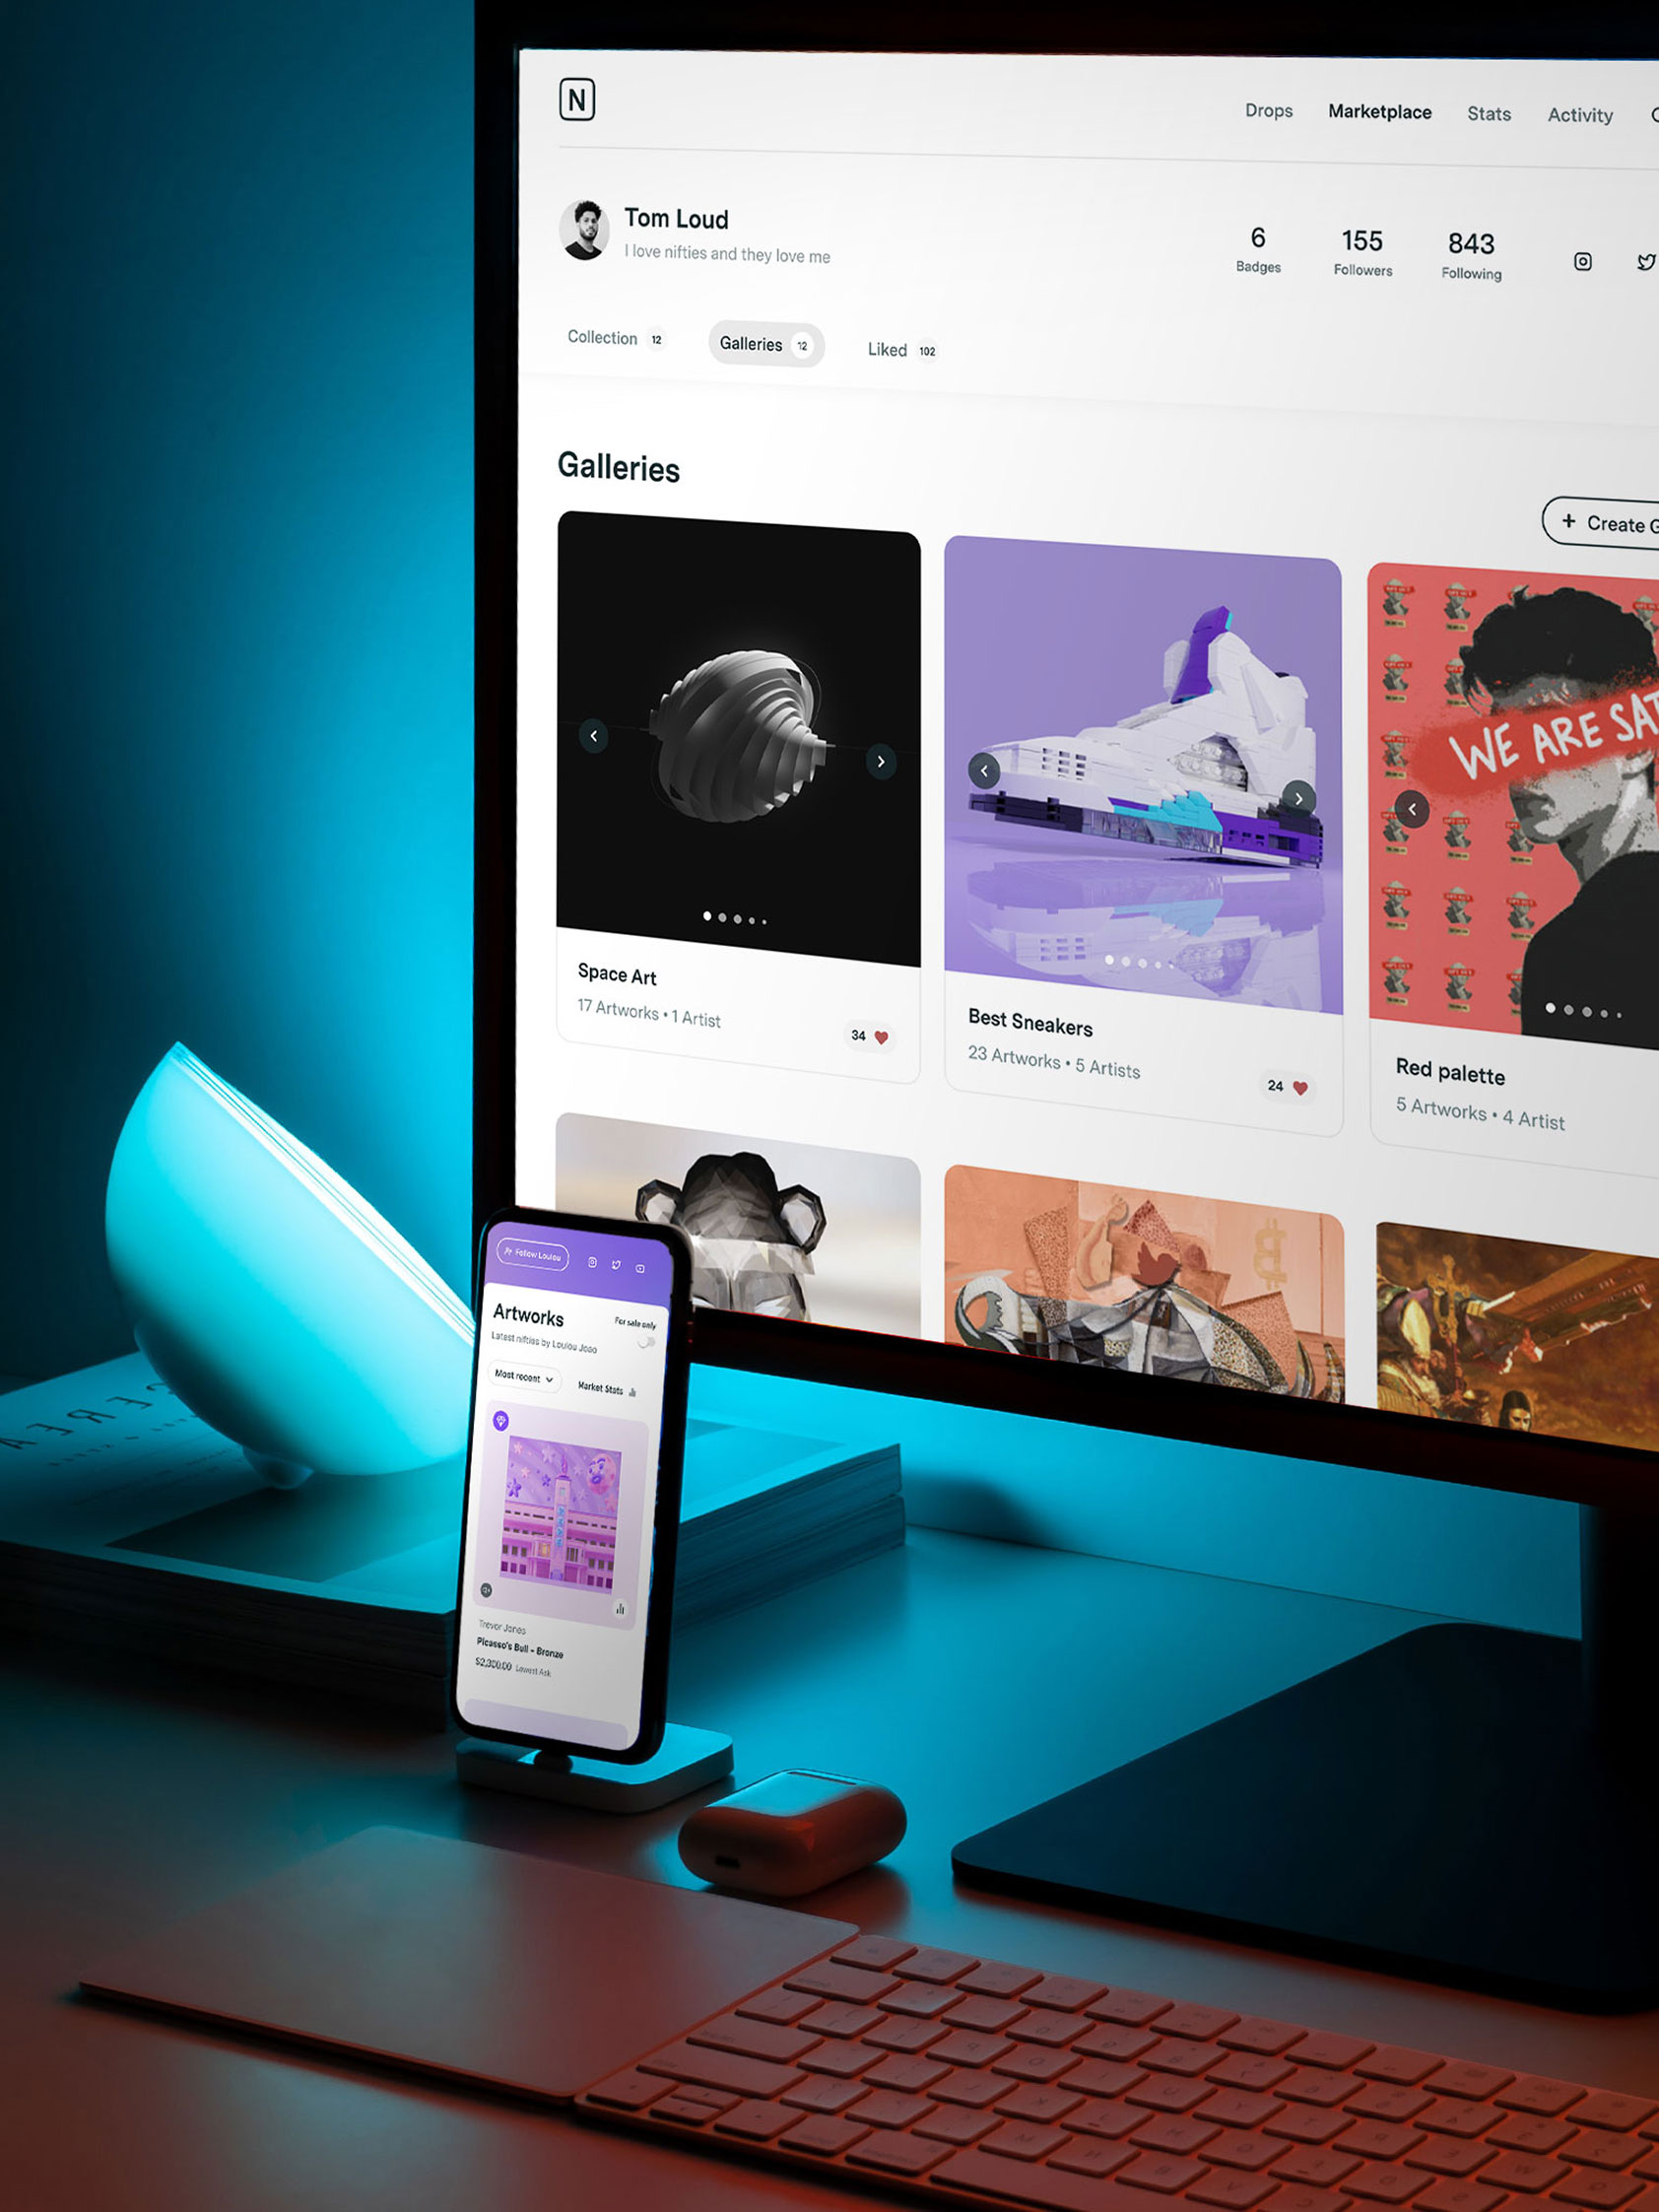 N
Drops Marketplace Stats Activity
Tom Loud
I love nifties and they love me
6 Badges
155 Followers
843 Following
Collection 12
Galleries 12
Liked 102
Galleries
+ Create G
WE ARE SAT
Space Art
17 Artworks • 1 Artist
34
Best Sneakers
23 Artworks • 5 Artists
24
Red palette
5 Artworks • 4 Artist
Follow Loulou
Artworks
For sale only
Latest nifties by Loulou Joao
Most recent
Market Stats
Trevor Jones
Picasso's Bull - Bronze
$2,300.00 Lowest Ask